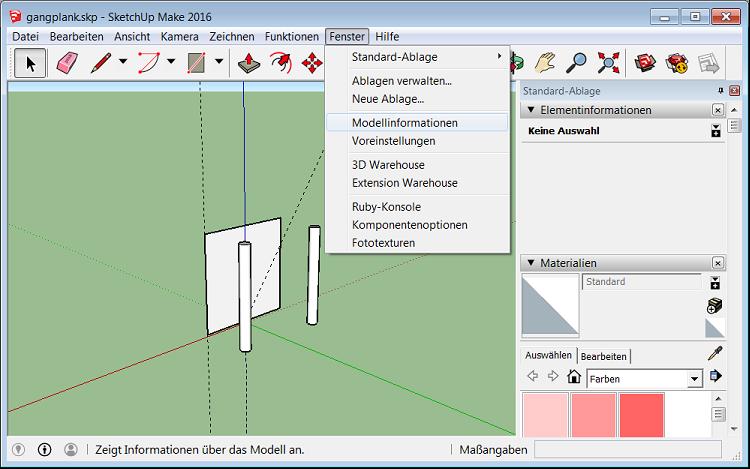 gangplank.skp - SketchUp Make 2016
Datei Bearbeiten Ansicht Kamera Zeichnen Funktionen Fenster Hilfe
Standard-Ablage
Ablagen verwalten...
Neue Ablage...
Modellinformationen
Voreinstellungen
3D Warehouse
Extension Warehouse
Ruby-Konsole
Komponentenoptionen
Fototexturen
Standard-Ablage
Elementinformationen
Keine Auswahl
Materialien
Standard
Auswählen Bearbeiten
Farben
Zeigt Informationen über das Modell an.
Maßangaben